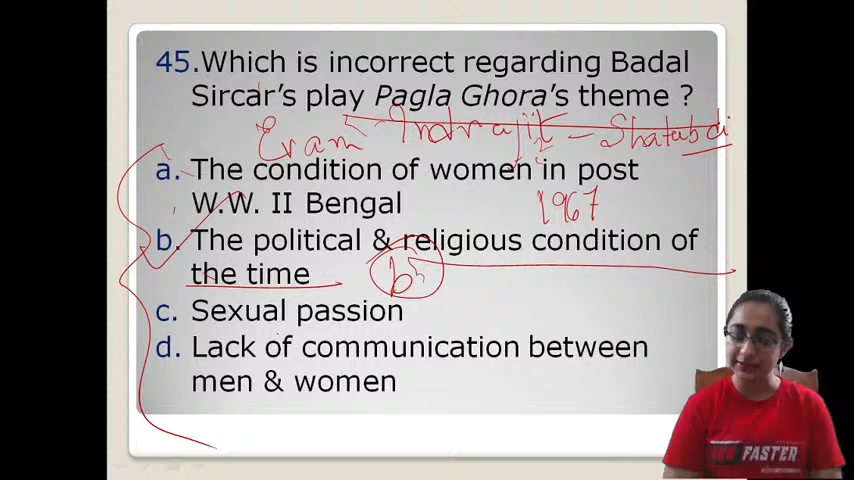 45.Which is incorrect regarding Badal
Sircar's play Pagla Ghora's theme ?
Evam Indrajit - Shatabdi
a. The condition of women in post
W.W. II Bengal
1967
b. The political & religious condition of
the time
b
c. Sexual passion
d. Lack of communication between
men & women
FASTER